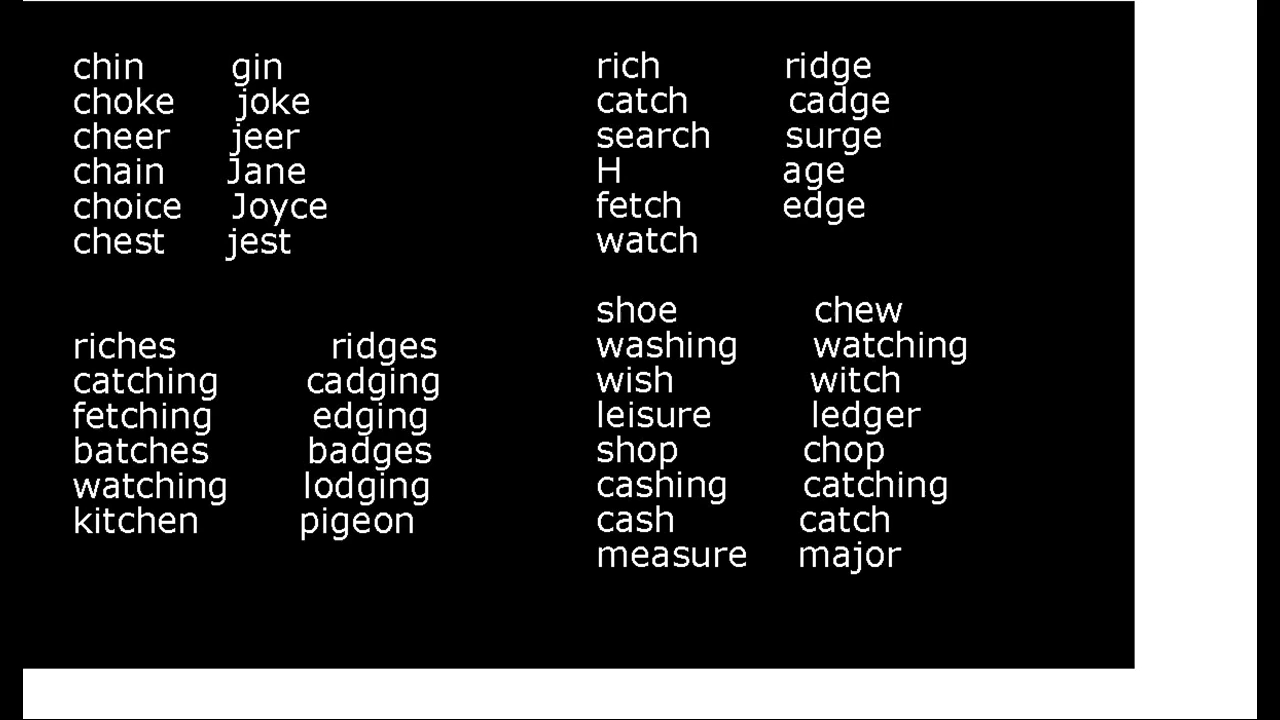 chin gin
choke joke
cheer jeer
chain Jane
choice Joyce
chest jest
riches ridges
catching cadging
fetching edging
batches badges
watching lodging
kitchen pigeon
rich ridge
catch cadge
search surge
H age
fetch edge
watch
shoe chew
washing watching
wish witch
leisure ledger
shop chop
cashing catching
cash catch
measure major